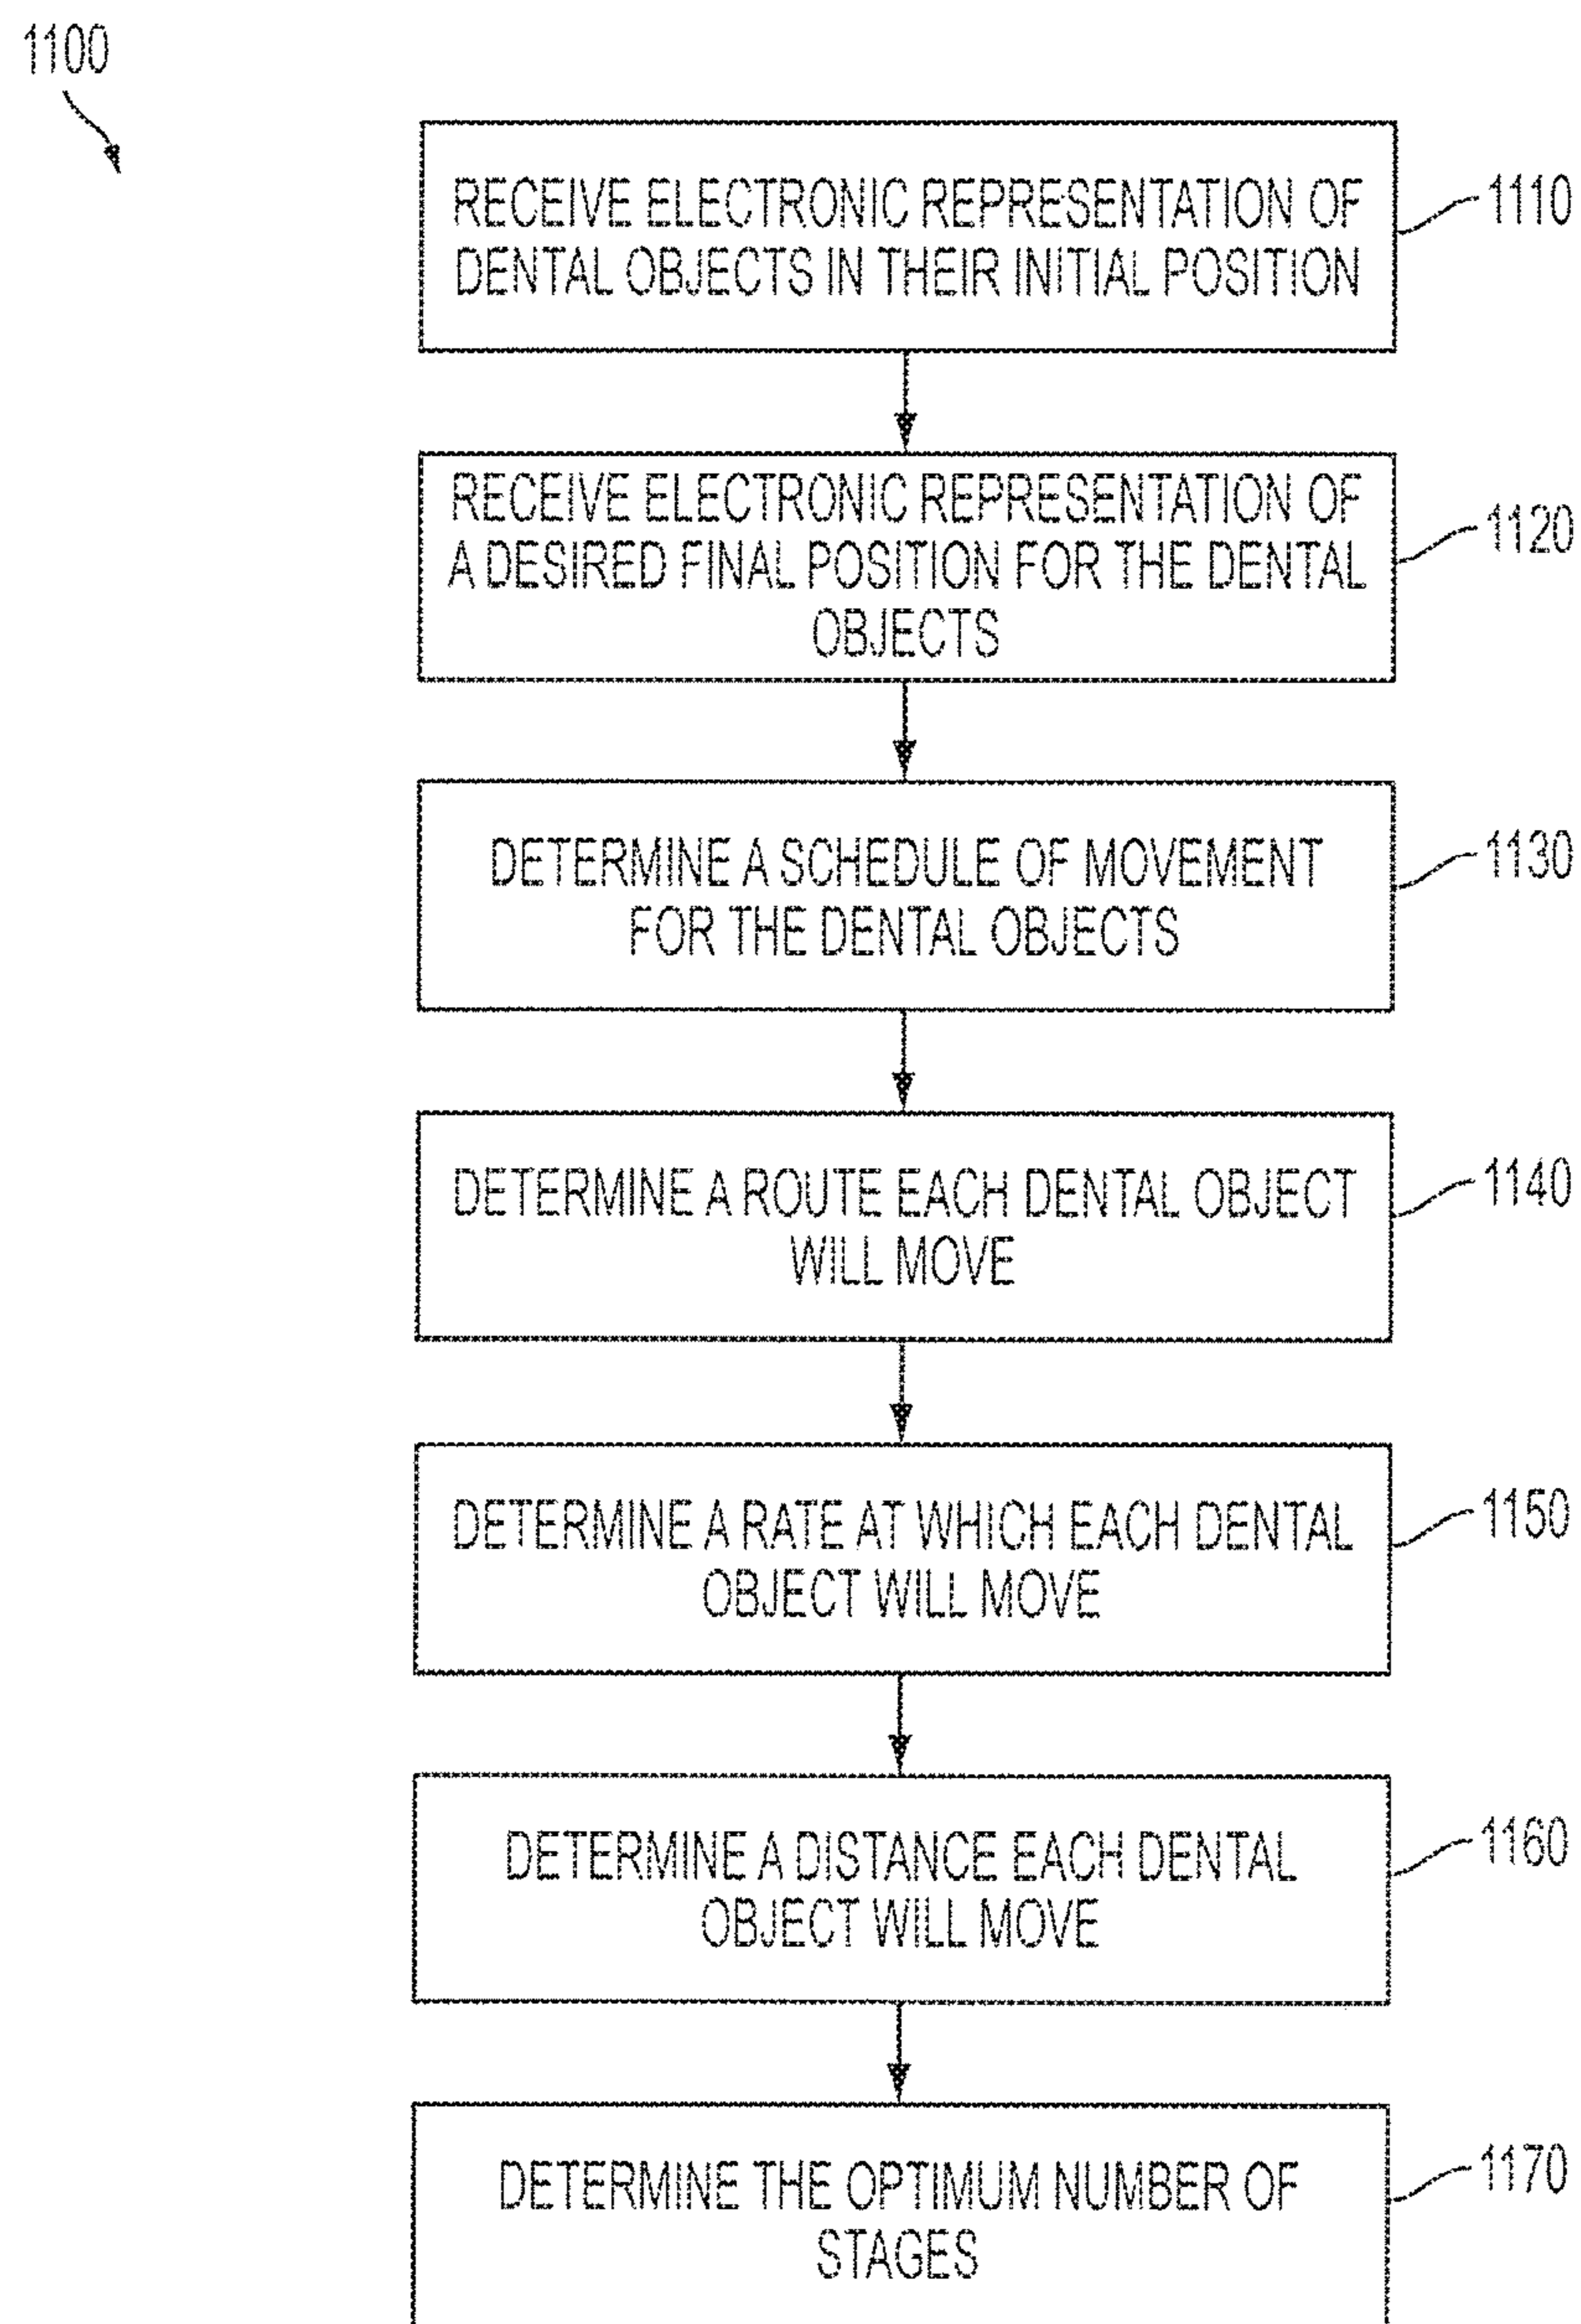 1100
RECEIVE ELECTRONIC REPRESENTATION OF
DENTAL OBJECTS IN THEIR INITIAL POSITION
1110
RECEIVE ELECTRONIC REPRESENTATION OF
A DESIRED FINAL POSITION FOR THE DENTAL
OBJECTS
1120
DETERMINE A SCHEDULE OF MOVEMENT
FOR THE DENTAL OBJECTS
1130
DETERMINE A ROUTE EACH DENTAL OBJECT
WILL MOVE
1140
DETERMINE A RATE AT WHICH EACH DENTAL
OBJECT WILL MOVE
1150
DETERMINE A DISTANCE EACH DENTAL
OBJECT WILL MOVE
1160
DETERMINE THE OPTIMUM NUMBER OF
STAGES
1170